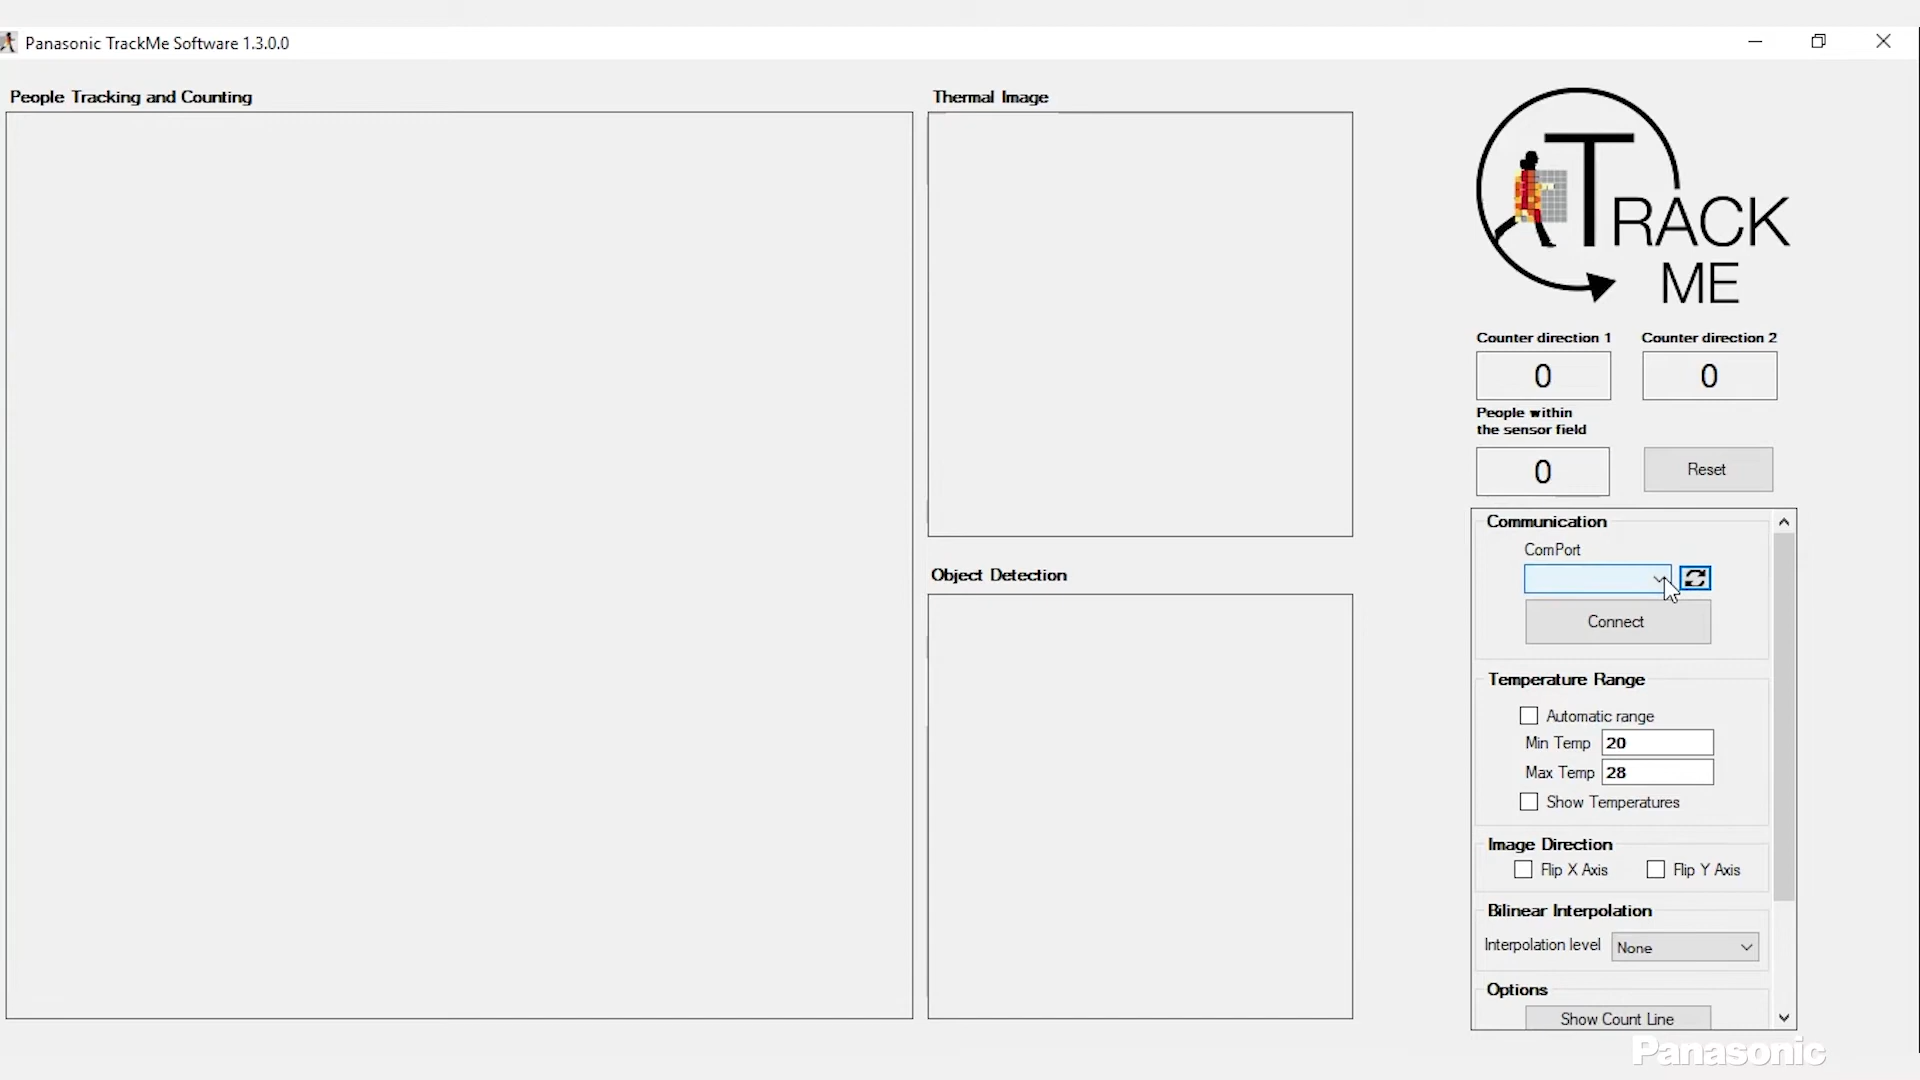 Panasonic TrackMe Software 1.3.0.0
People Tracking and Counting
Thermal Image
TRACK
ME
Counter direction 1
Counter direction 2
0
0
People within
the sensor field
0
Reset
Communication
ComPort
Connect
Temperature Range
Automatic range
Min Temp 20
Max Temp 28
Show Temperatures
Image Direction
Flip X Axis
Flip Y Axis
Bilinear Interpolation
Interpolation level None
Options
Show Count Line
Object Detection
Panasonic